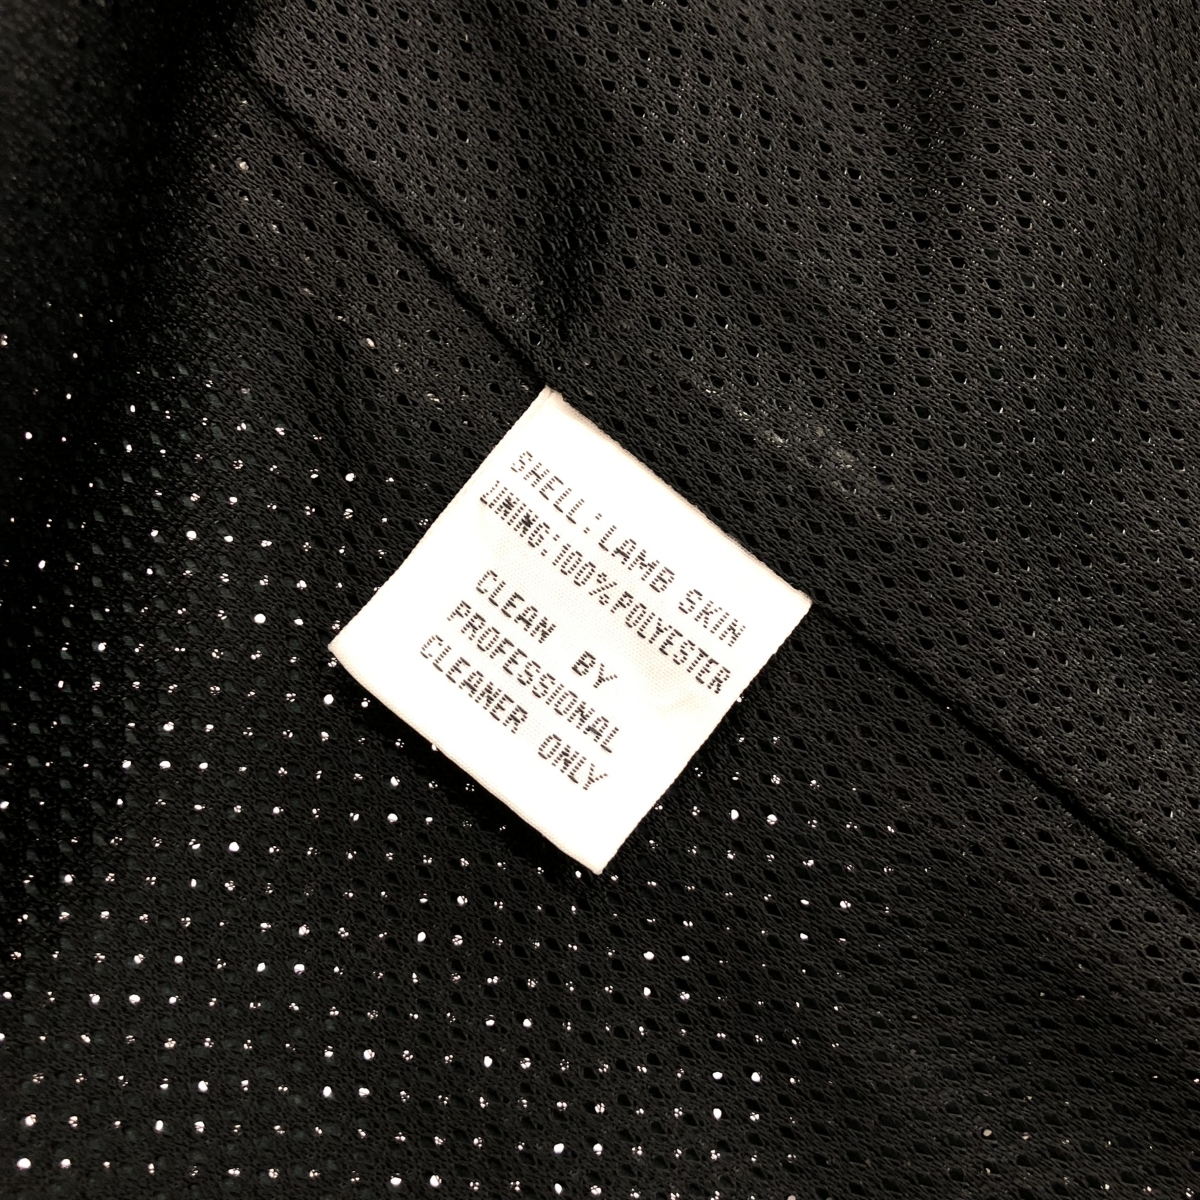 SHELL: LAMB SKIN
LINING:100%POLYESTER
CLEAN BY
PROFESSIONAL
CLEANER ONLY